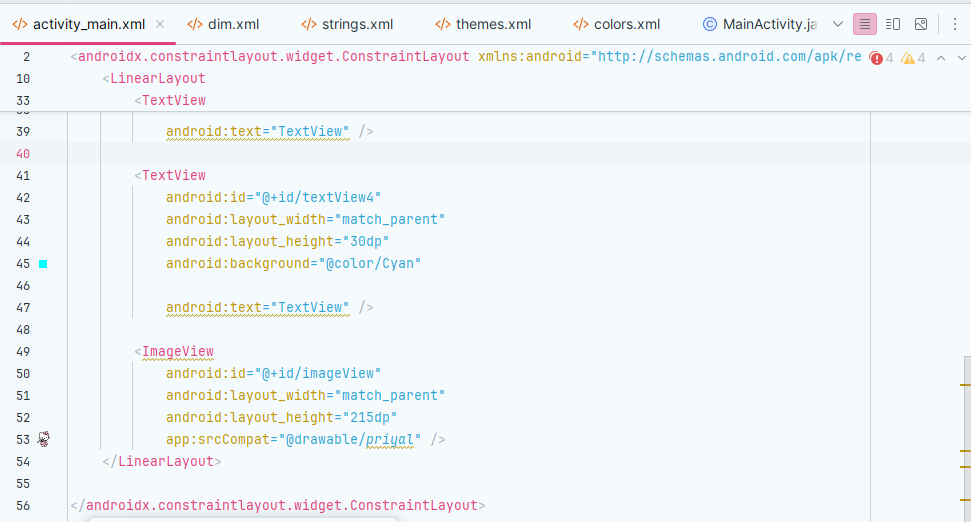 activity_main.xml dim.xml strings.xml themes.xml colors.xml MainActivity.ja
2 <androidx.constraintlayout.widget.ConstraintLayout xmlns:android="http://schemas.android.com/apk/re 4 4
10 <LinearLayout
33 <TextView
39 android:text="TextView" />
40
41 <TextView
42 android:id="@+id/textView4"
43 android:layout_width="match_parent"
44 android:layout_height="30dp"
45 android:background="@color/Cyan"
46
47 android:text="TextView" />
48
49 <ImageView
50 android:id="@+id/imageView"
51 android:layout_width="match_parent"
52 android:layout_height="215dp"
53 app:srcCompat="@drawable/priyal" />
54 </LinearLayout>
55
56 </androidx.constraintlayout.widget.ConstraintLayout>